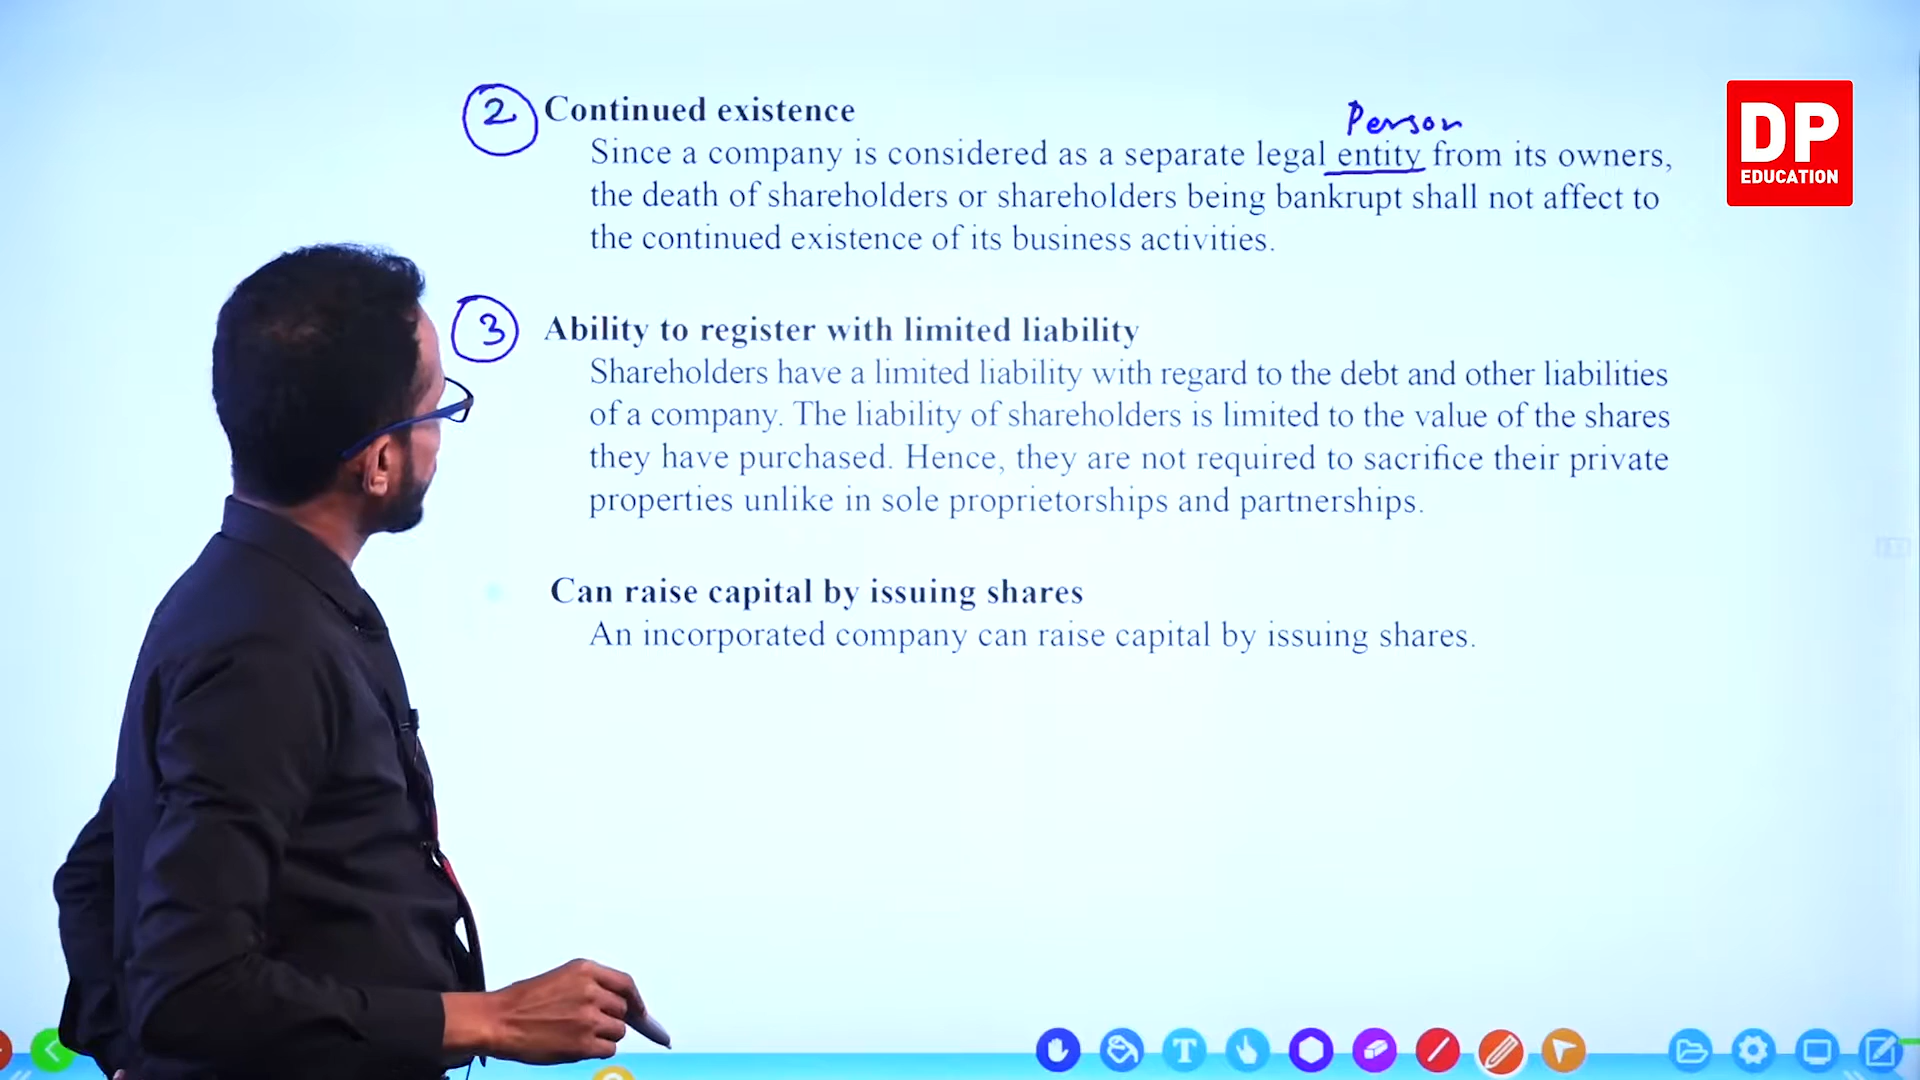 2 Continued existence
Person
Since a company is considered as a separate legal entity from its owners,
the death of shareholders or shareholders being bankrupt shall not affect to
the continued existence of its business activities.
3 Ability to register with limited liability
Shareholders have a limited liability with regard to the debt and other liabilities
of a company. The liability of shareholders is limited to the value of the shares
they have purchased. Hence, they are not required to sacrifice their private
properties unlike in sole proprietorships and partnerships.
Can raise capital by issuing shares
An incorporated company can raise capital by issuing shares.
DP
EDUCATION
T